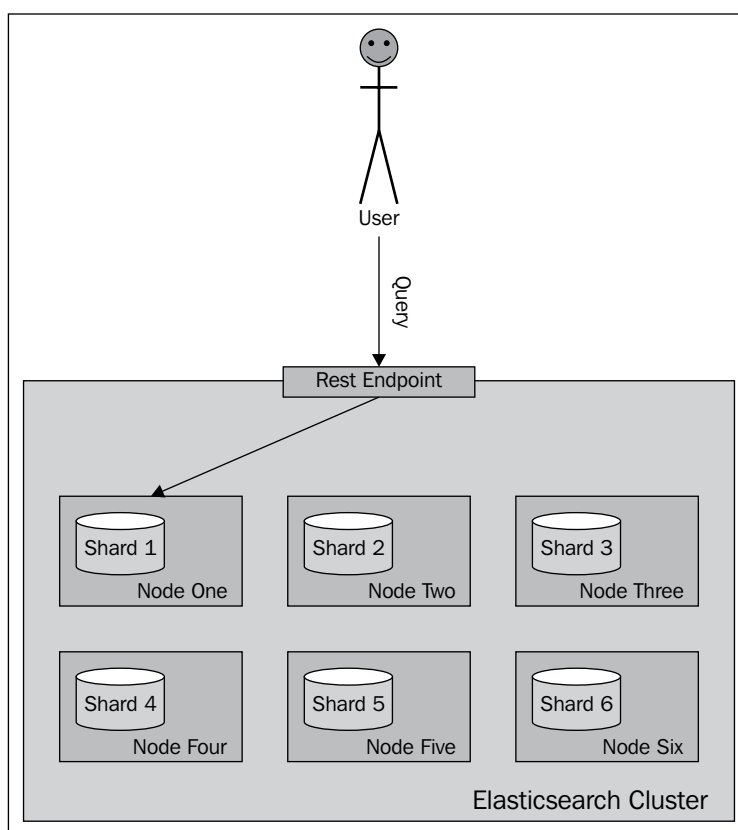 User
Query
Rest Endpoint
Shard 1
Node One
Shard 2
Node Two
Shard 3
Node Three
Shard 4
Node Four
Shard 5
Node Five
Shard 6
Node Six
Elasticsearch Cluster